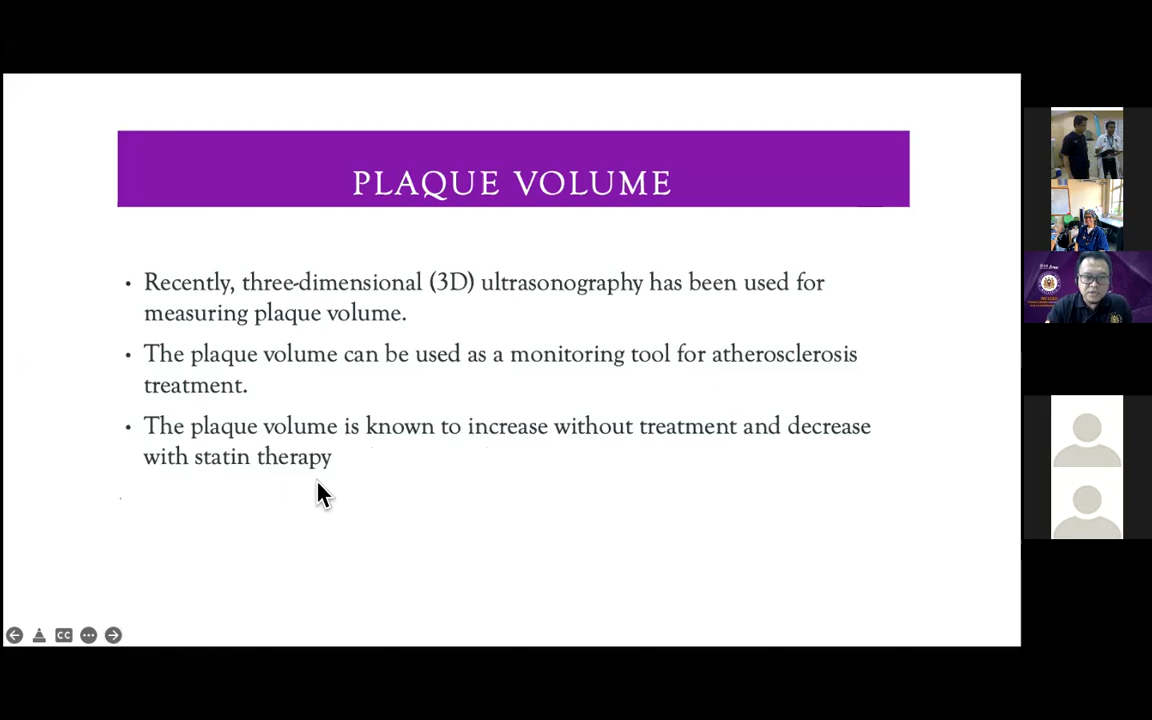 PLAQUE VOLUME
• Recently, three-dimensional (3D) ultrasonography has been used for
measuring plaque volume.
• The plaque volume can be used as a monitoring tool for atherosclerosis
treatment.
• The plaque volume is known to increase without treatment and decrease
with statin therapy
CC